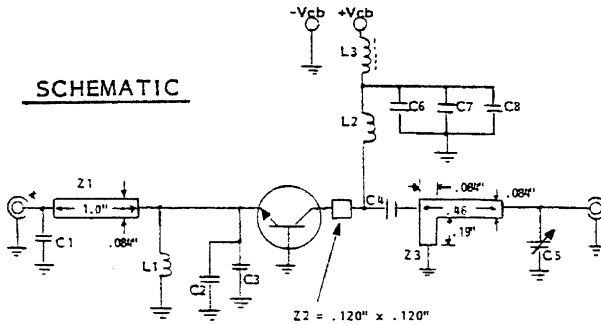 -Vcb +Vcb
L3
SCHEMATIC
C6 C7 C8
L2
Z1
C4
.084"
.084"
1.0"
.46
.084"
.19"
C1
L1
C2
C3
Z3
C5
Z2 = .120" x .120"